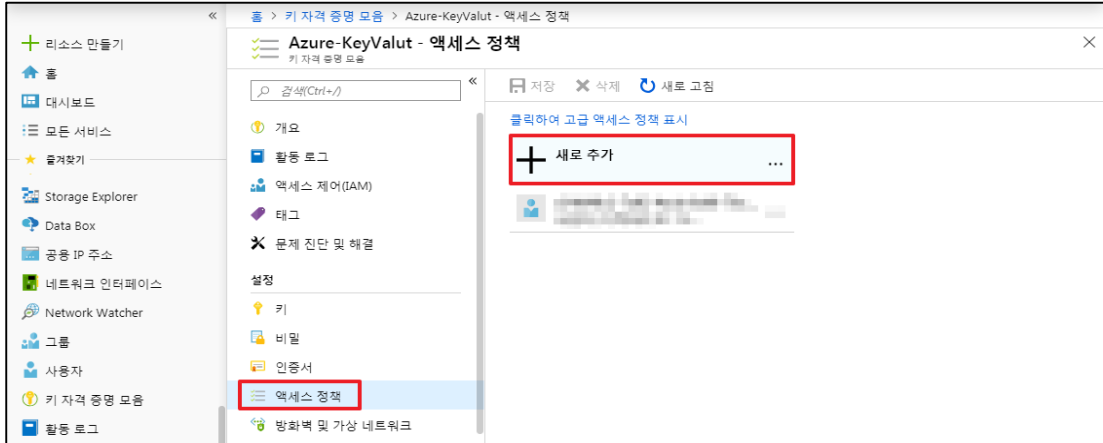 «
홈 > 키 자격 증명 모음 > Azure-KeyValut - 액세스 정책
리소스 만들기
홈
대시보드
모든 서비스
즐겨찾기
Storage Explorer
Data Box
공용 IP 주소
네트워크 인터페이스
Network Watcher
그룹
사용자
키 자격 증명 모음
활동 로그
Azure-KeyValut - 액세스 정책
키 자격 증명 모음
검색(Ctrl+/)
«
개요
활동 로그
액세스 제어(IAM)
태그
문제 진단 및 해결
설정
키
비밀
인증서
액세스 정책
방화벽 및 가상 네트워크
저장
삭제
새로 고침
클릭하여 고급 액세스 정책 표시
새로 추가
...